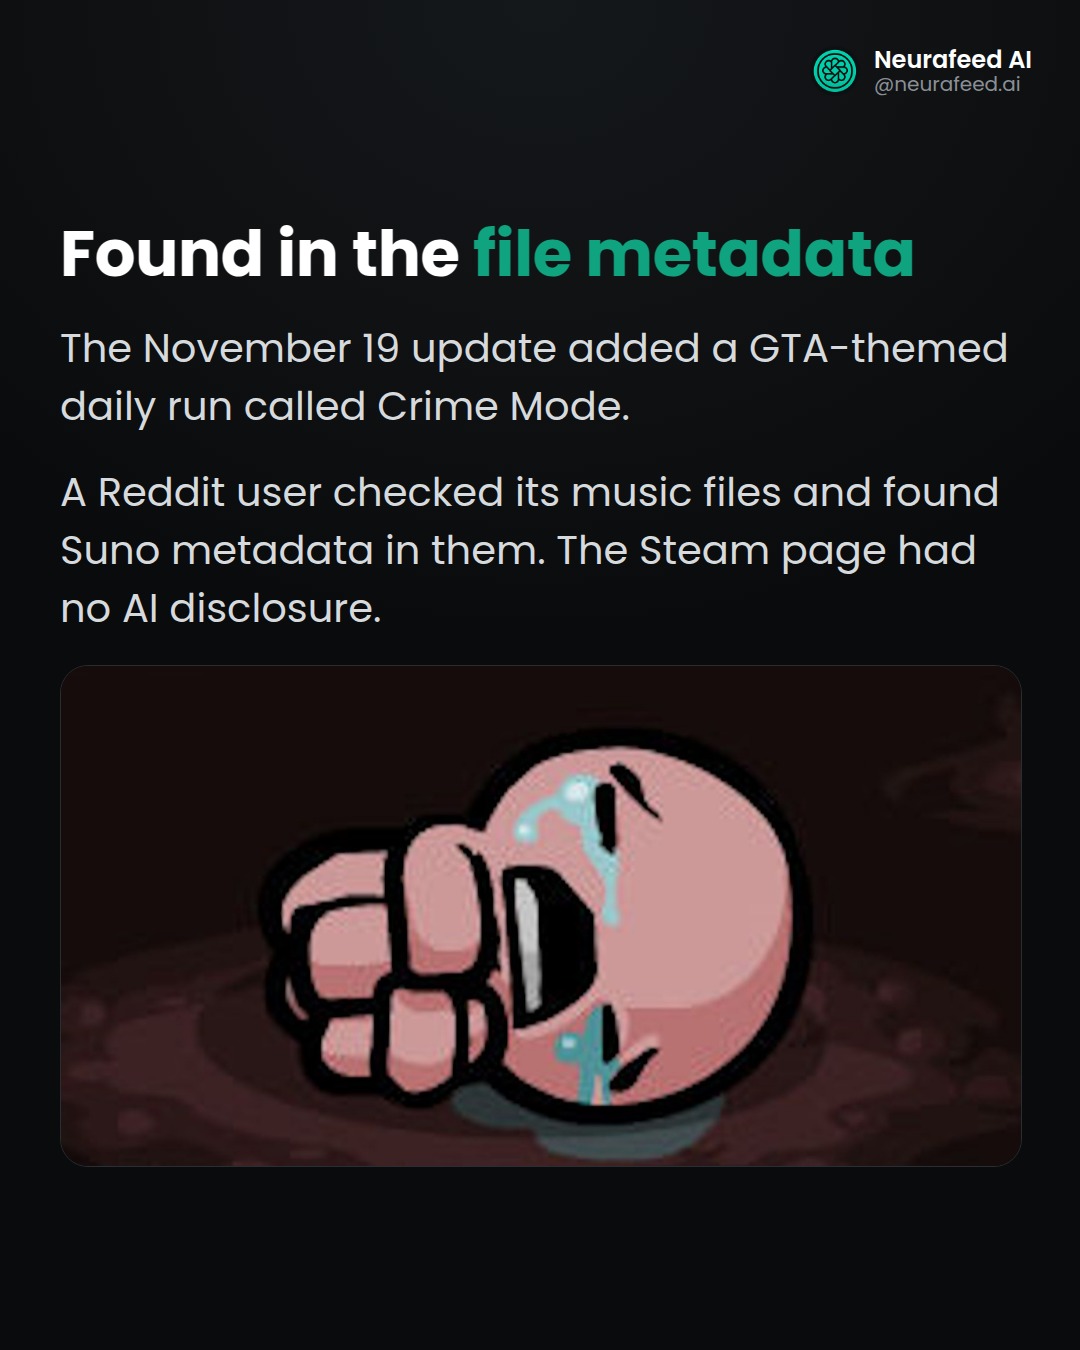 Neurafeed AI
@neurafeed.ai
Found in the file metadata
The November 19 update added a GTA-themed
daily run called Crime Mode.
A Reddit user checked its music files and found
Suno metadata in them. The Steam page had
no AI disclosure.